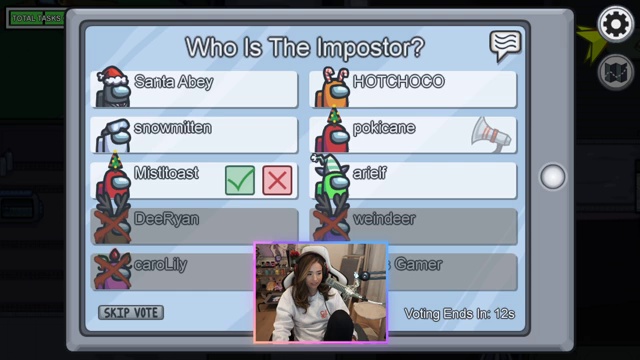 TOTAL TASKS
Who Is The Impostor?
Santa Abey
HOTCHOCO
snowmitten
pokicane
Mistltoast
arielf
DeeRyan
weindeer
caroLily
Gamer
SKIP VOTE
Voting Ends In: 12s